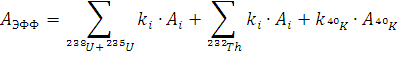 A_ЭФФ = ∑_{²³⁸U+²³⁵U} k_i · A_i + ∑_{²³²Th} k_i · A_i + k_{⁴⁰K} · A_{⁴⁰K}